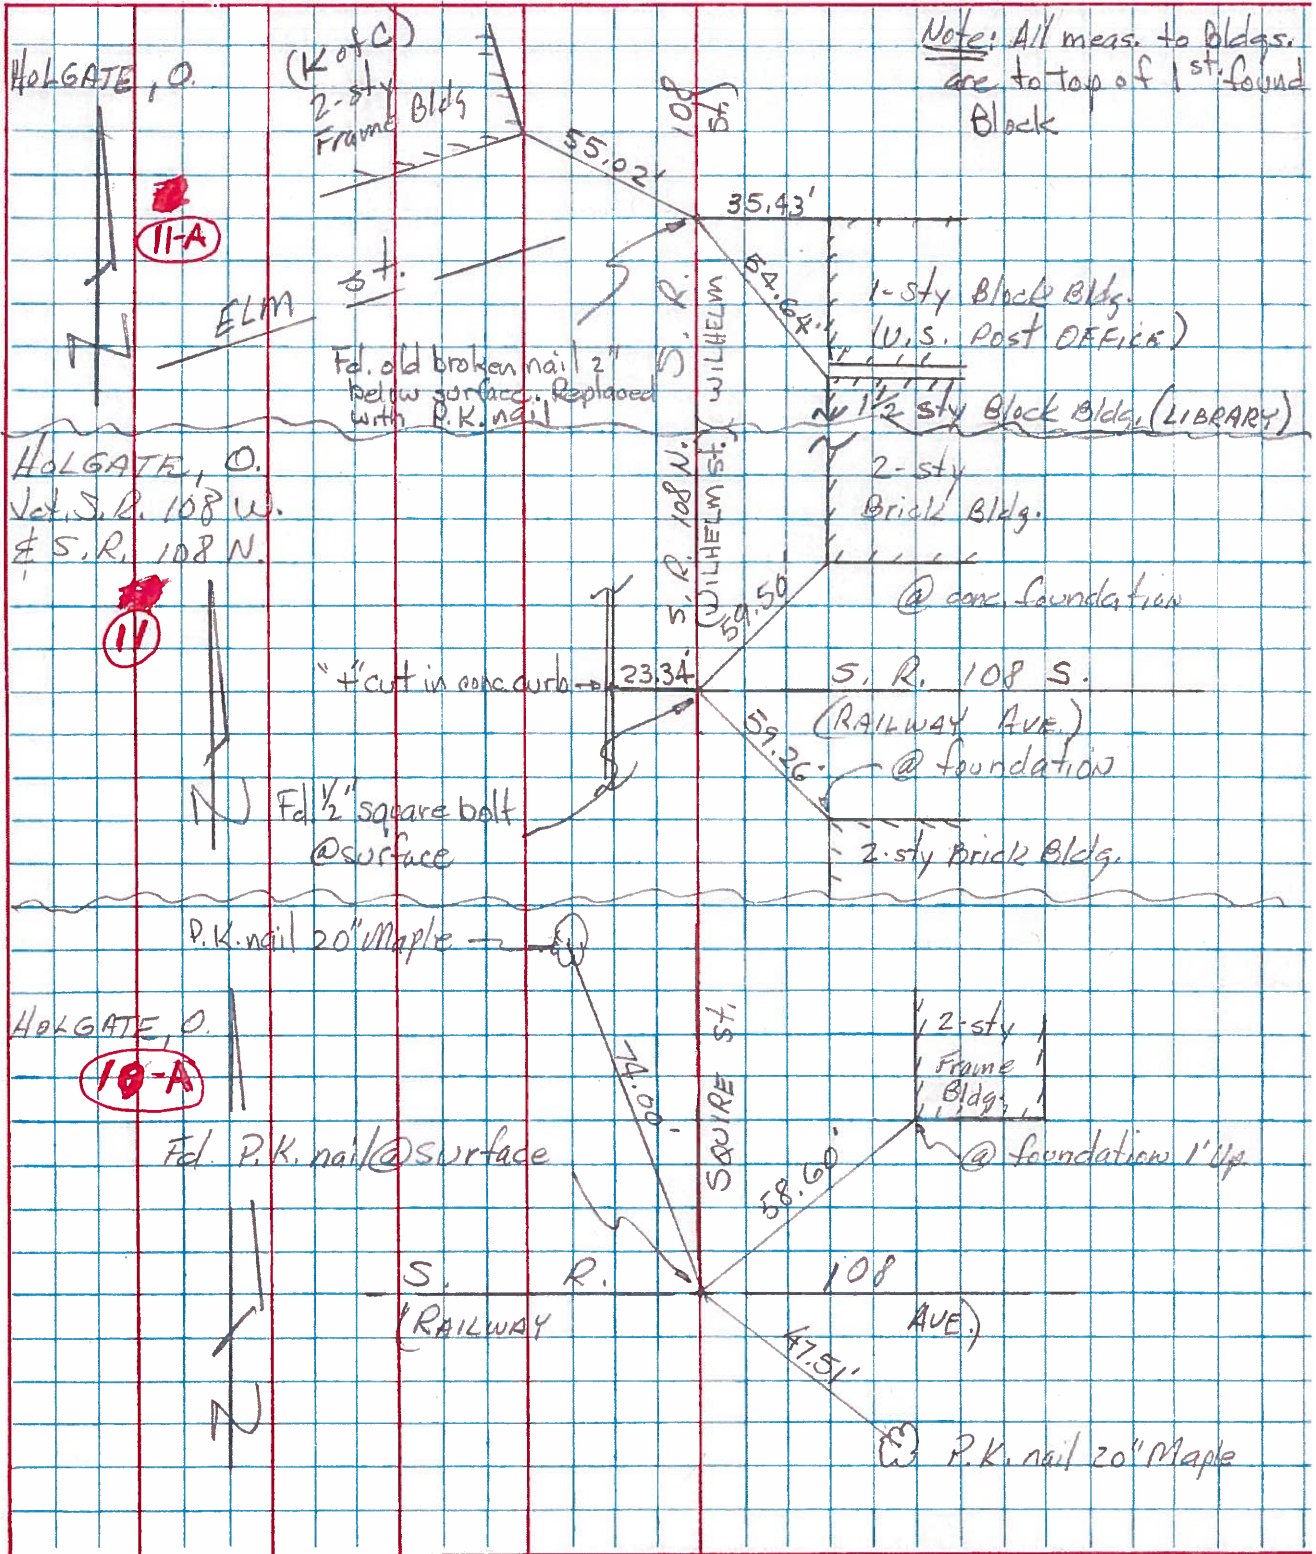 Note: All meas. to Bldgs.
are to top of 1st. found
Block
HOLGATE, O.
(K of C)
2-sty
Frame Bldg
108
St.)
55.02'
35.43'
11-A
54.64'
1-sty Block Bldg.
(U.S. Post OFFICE)
ELM St.
S. R.
(WILHELM
Fd. old broken nail 2"
below surface. Replaced
with P.K. nail
1½ sty Block Bldg. (LIBRARY)
N
HOLGATE, O.
Jct. S.R. 108 W.
& S.R. 108 N.
S. R. 108 N.
(WILHELM St.)
2-sty
Brick Bldg.
11
59.50'
@ conc. foundation
"+" cut in conc. curb
23.34'
S. R. 108 S.
(RAILWAY AVE.)
59.26'
@ foundation
N
Fd. ½" square bolt
@surface
2-sty Brick Bldg.
P.K. nail 20" Maple
HOLGATE, O.
10-A
74.00'
SQUIRE St.
2-sty
Frame
Bldg.
Fd. P.K. nail @ surface
58.60'
@ foundation 1' Up
S. R. 108
(RAILWAY AVE.)
47.51'
N
P.K. nail 20" Maple